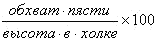 обхват · пясти
высота · в · холке
×100